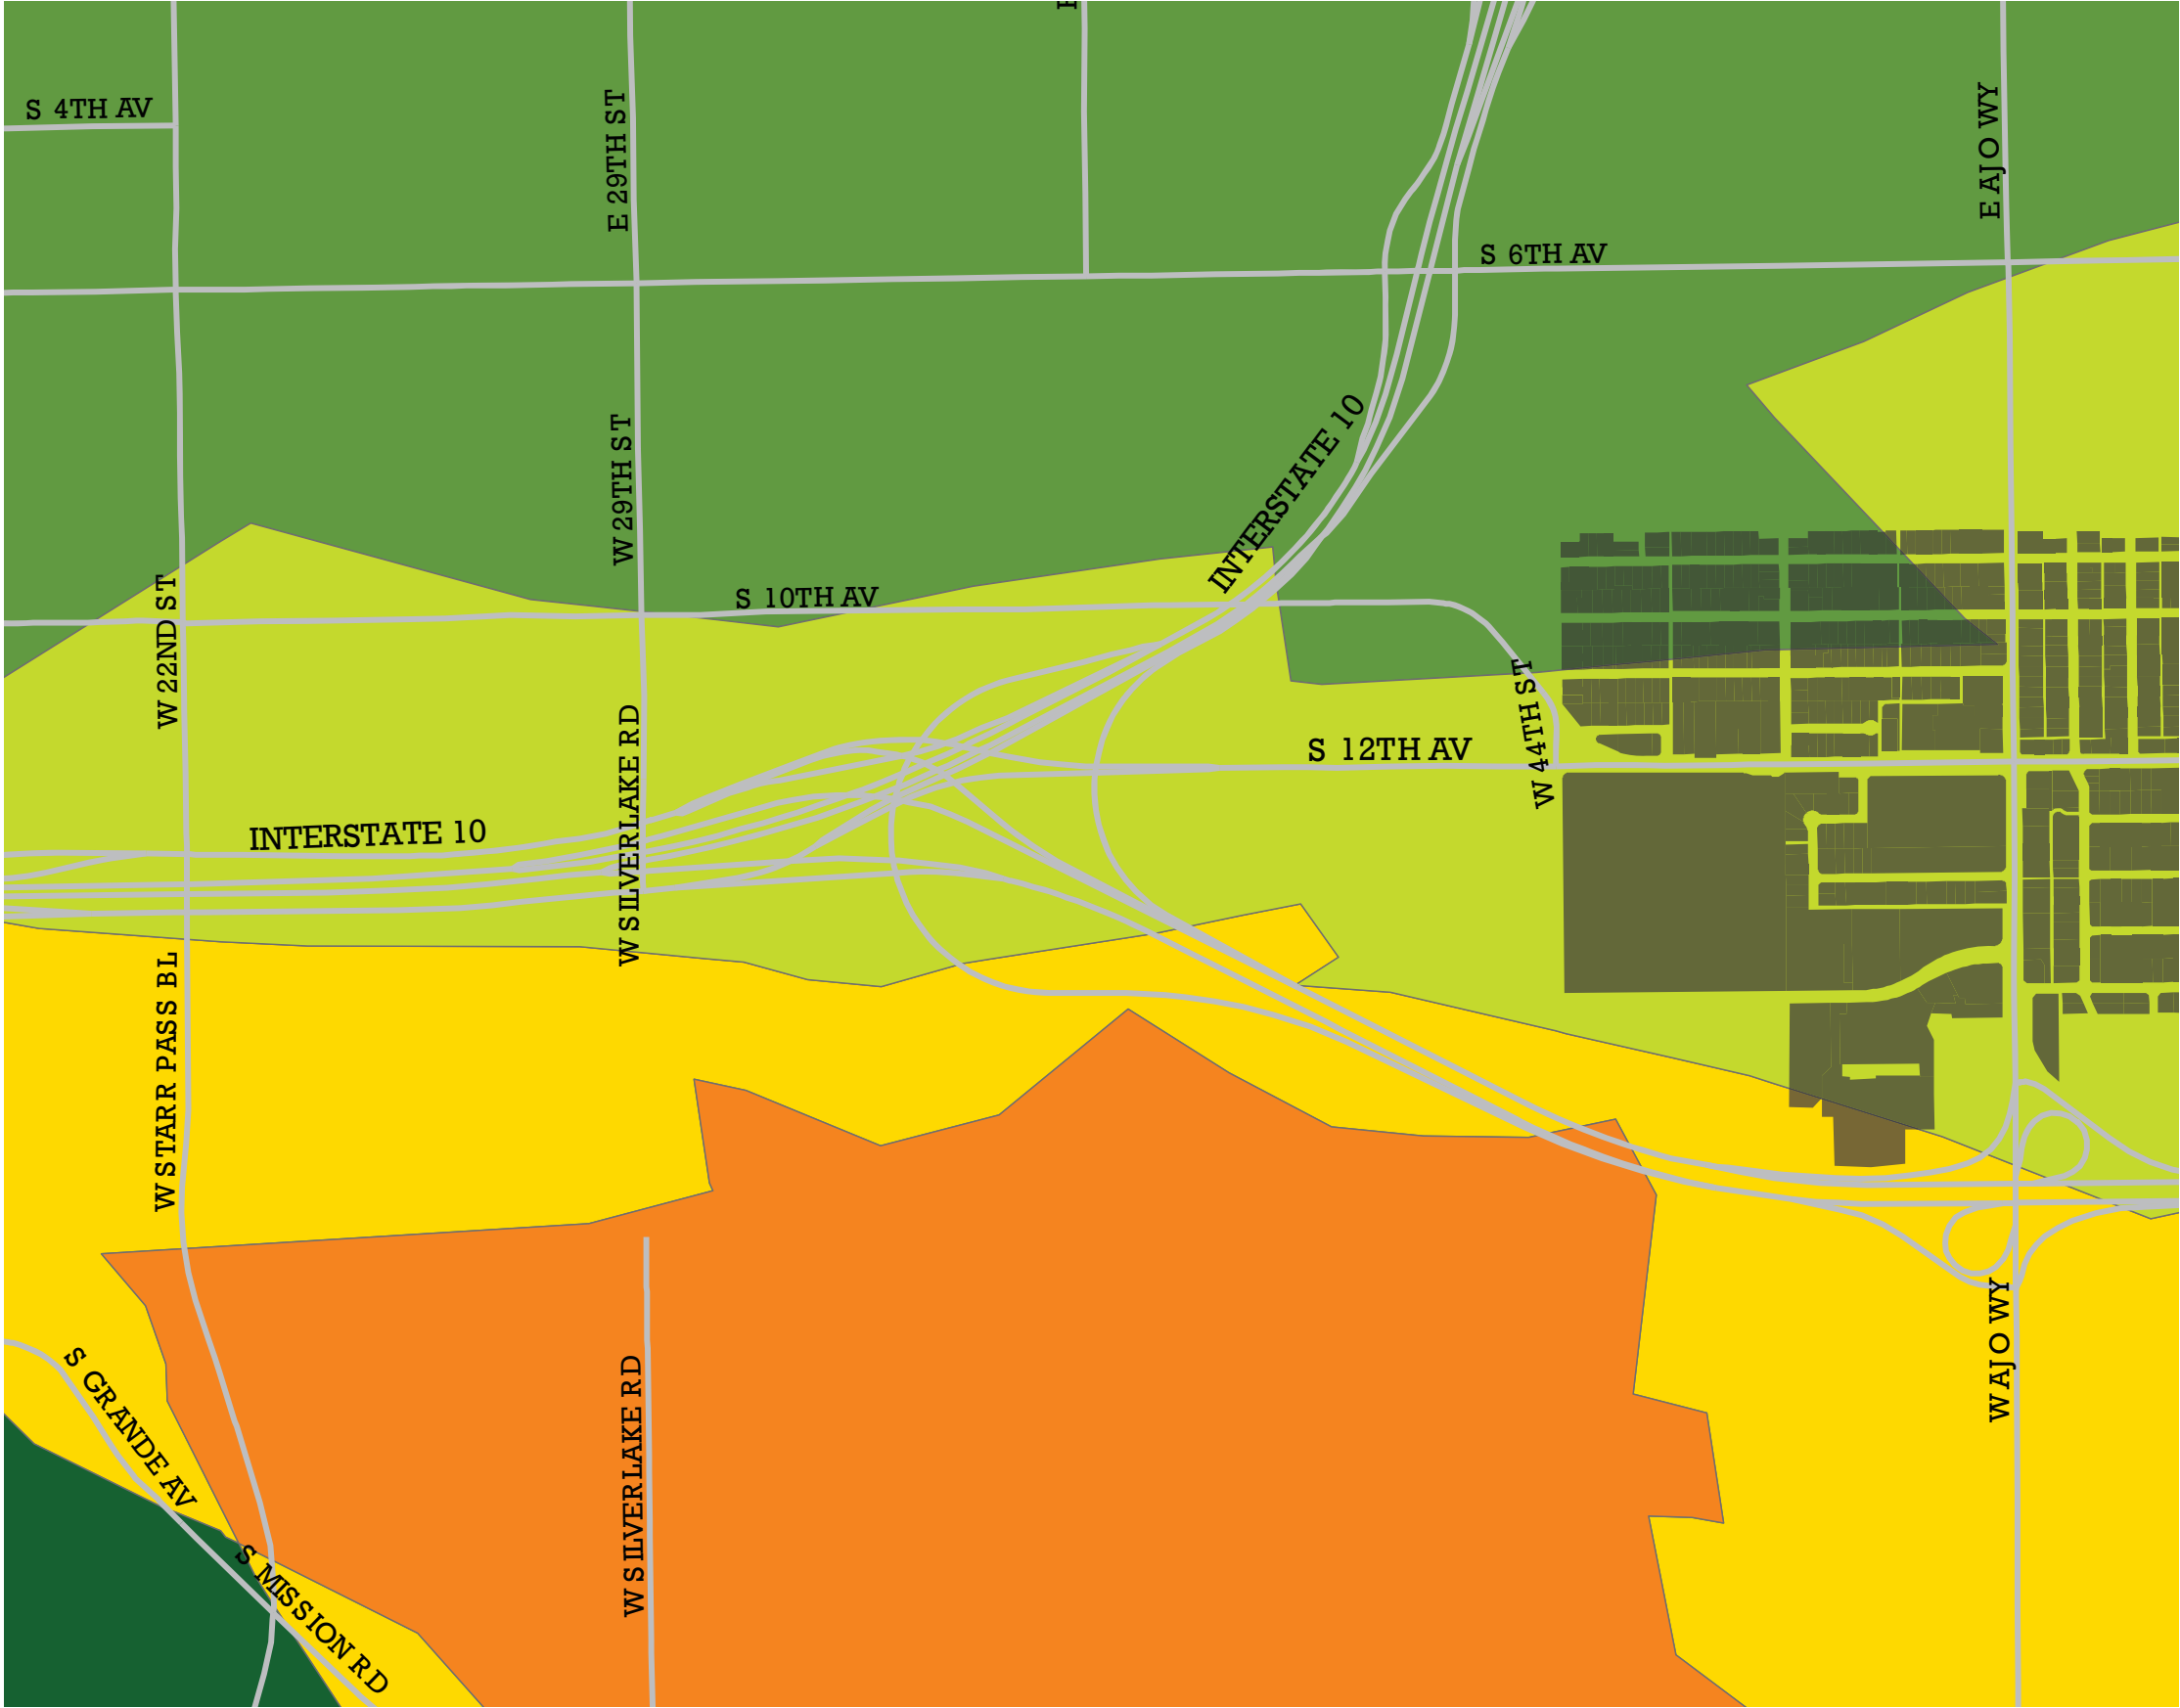 S 4TH AV
E 29TH ST
E AJO WY
S 6TH AV
INTERSTATE 10
W 29TH ST
S 10TH AV
W 22ND ST
W 44TH ST
S 12TH AV
W SILVERLAKE RD
INTERSTATE 10
W STARR PASS BL
W AJO WY
S GRANDE AV
W SILVERLAKE RD
S MISSION RD